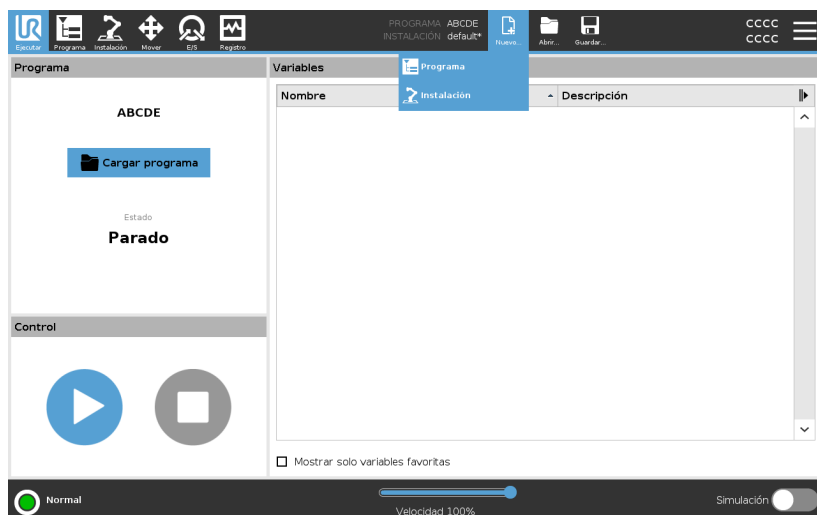 PROGRAMA ABCDE
INSTALACIÓN default*
CCCC
CCCC
UR
Ejecutar Programa Instalación Mover E/S Registro
Nuevo... Abrir... Guardar...
Programa
Variables
Programa
Instalación
Nombre Descripción
ABCDE
Cargar programa
Estado
Parado
Control
Mostrar solo variables favoritas
Normal
Velocidad 100%
Simulación